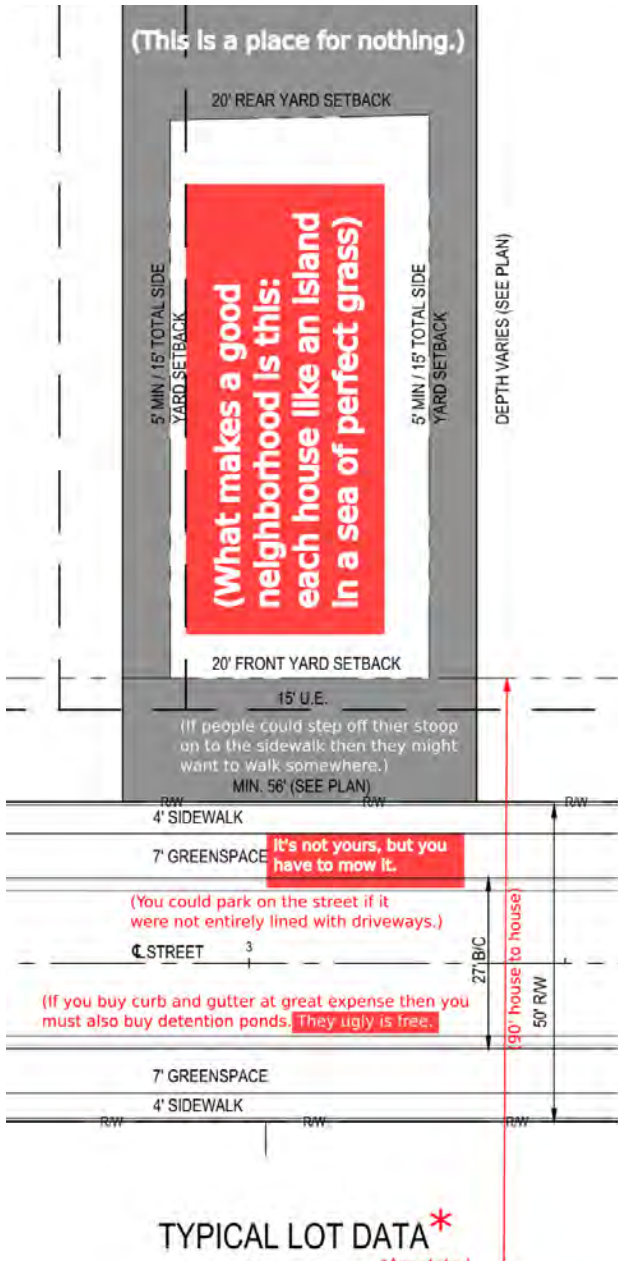 (This is a place for nothing.)
20' REAR YARD SETBACK
5' MIN / 15' TOTAL SIDE
YARD SETBACK
(What makes a good
neighborhood is this:
each house like an island
in a sea of perfect grass)
5' MIN / 15' TOTAL SIDE
YARD SETBACK
DEPTH VARIES (SEE PLAN)
20' FRONT YARD SETBACK
15' U.E.
(If people could step off thier stoop
on to the sidewalk then they might
want to walk somewhere.)
MIN. 56' (SEE PLAN)
R/W R/W R/W
4' SIDEWALK
7' GREENSPACE
It's not yours, but you
have to mow it.
(You could park on the street if it
were not entirely lined with driveways.)
℄ STREET 3
27' B/C
(90' house to house)
50' R/W
(If you buy curb and gutter at great expense then you
must also buy detention ponds. They ugly is free.
7' GREENSPACE
4' SIDEWALK
R/W R/W R/W
TYPICAL LOT DATA*